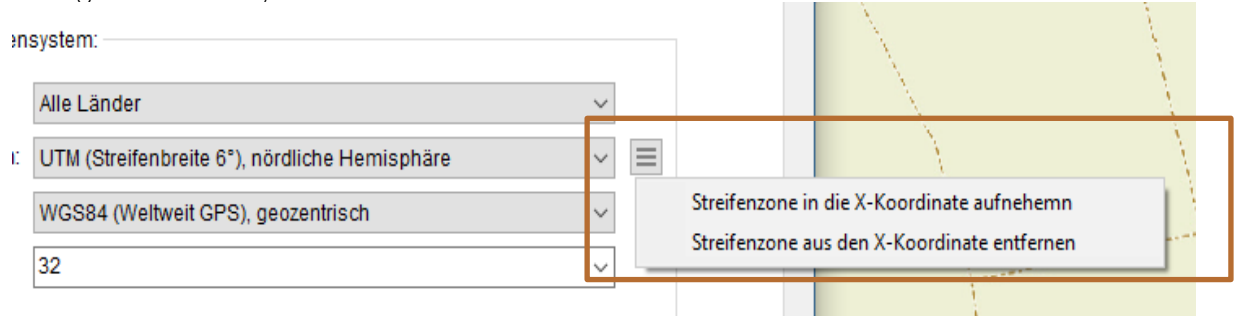 ensystem:
Alle Länder
UTM (Streifenbreite 6°), nördliche Hemisphäre
Streifenzone in die X-Koordinate aufnehemn
WGS84 (Weltweit GPS), geozentrisch
Streifenzone aus den X-Koordinate entfernen
32